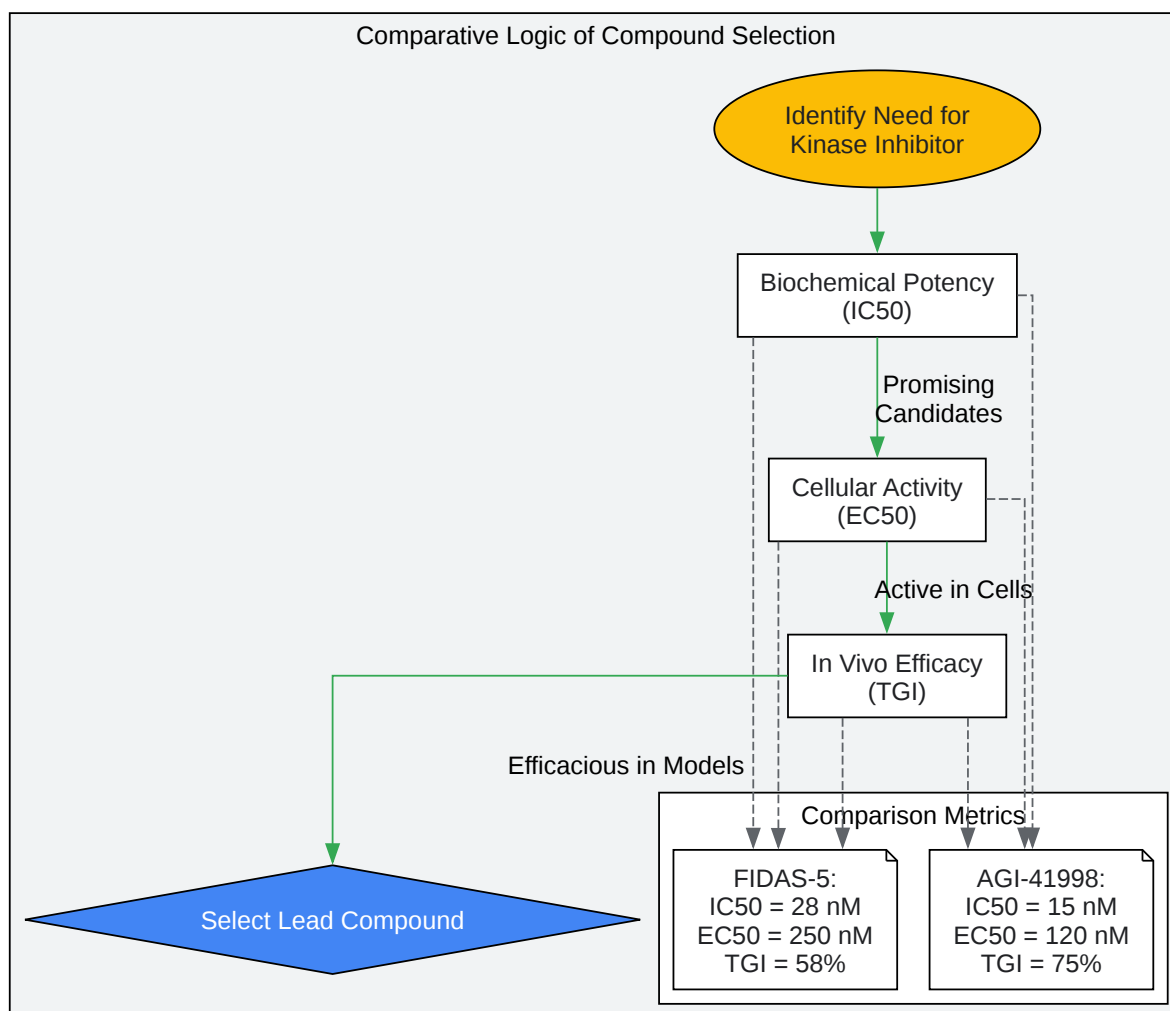 Comparative Logic of Compound Selection
Identify Need for
Kinase Inhibitor
Biochemical Potency
(IC50)
Promising
Candidates
Cellular Activity
(EC50)
Active in Cells
In Vivo Efficacy
(TGI)
Efficacious in Models
Select Lead Compound
Comparison Metrics
FIDAS-5:
IC50 = 28 nM
EC50 = 250 nM
TGI = 58%
AGI-41998:
IC50 = 15 nM
EC50 = 120 nM
TGI = 75%